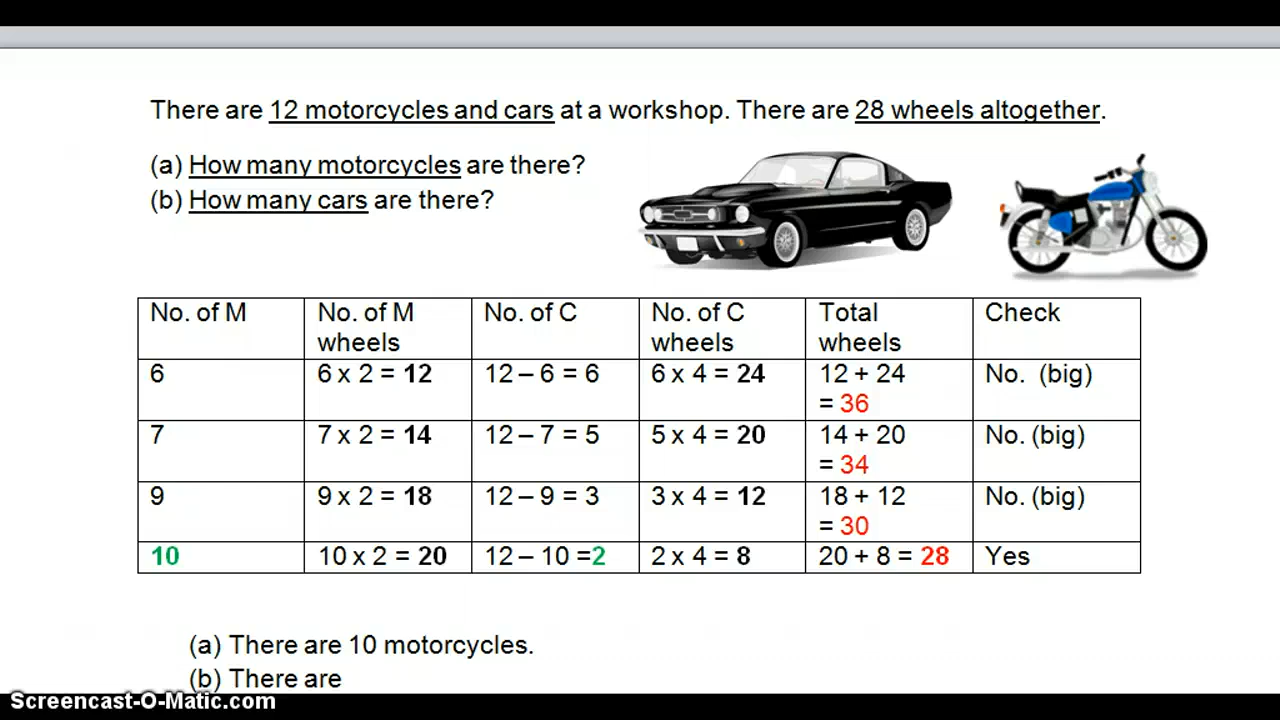 There are 12 motorcycles and cars at a workshop. There are 28 wheels altogether.
(a) How many motorcycles are there?
(b) How many cars are there?
No. of M | No. of M wheels | No. of C | No. of C wheels | Total wheels | Check
6 | 6 x 2 = 12 | 12 – 6 = 6 | 6 x 4 = 24 | 12 + 24 = 36 | No. (big)
7 | 7 x 2 = 14 | 12 – 7 = 5 | 5 x 4 = 20 | 14 + 20 = 34 | No. (big)
9 | 9 x 2 = 18 | 12 – 9 = 3 | 3 x 4 = 12 | 18 + 12 = 30 | No. (big)
10 | 10 x 2 = 20 | 12 – 10 =2 | 2 x 4 = 8 | 20 + 8 = 28 | Yes
(a) There are 10 motorcycles.
(b) There are
Screencast-O-Matic.com